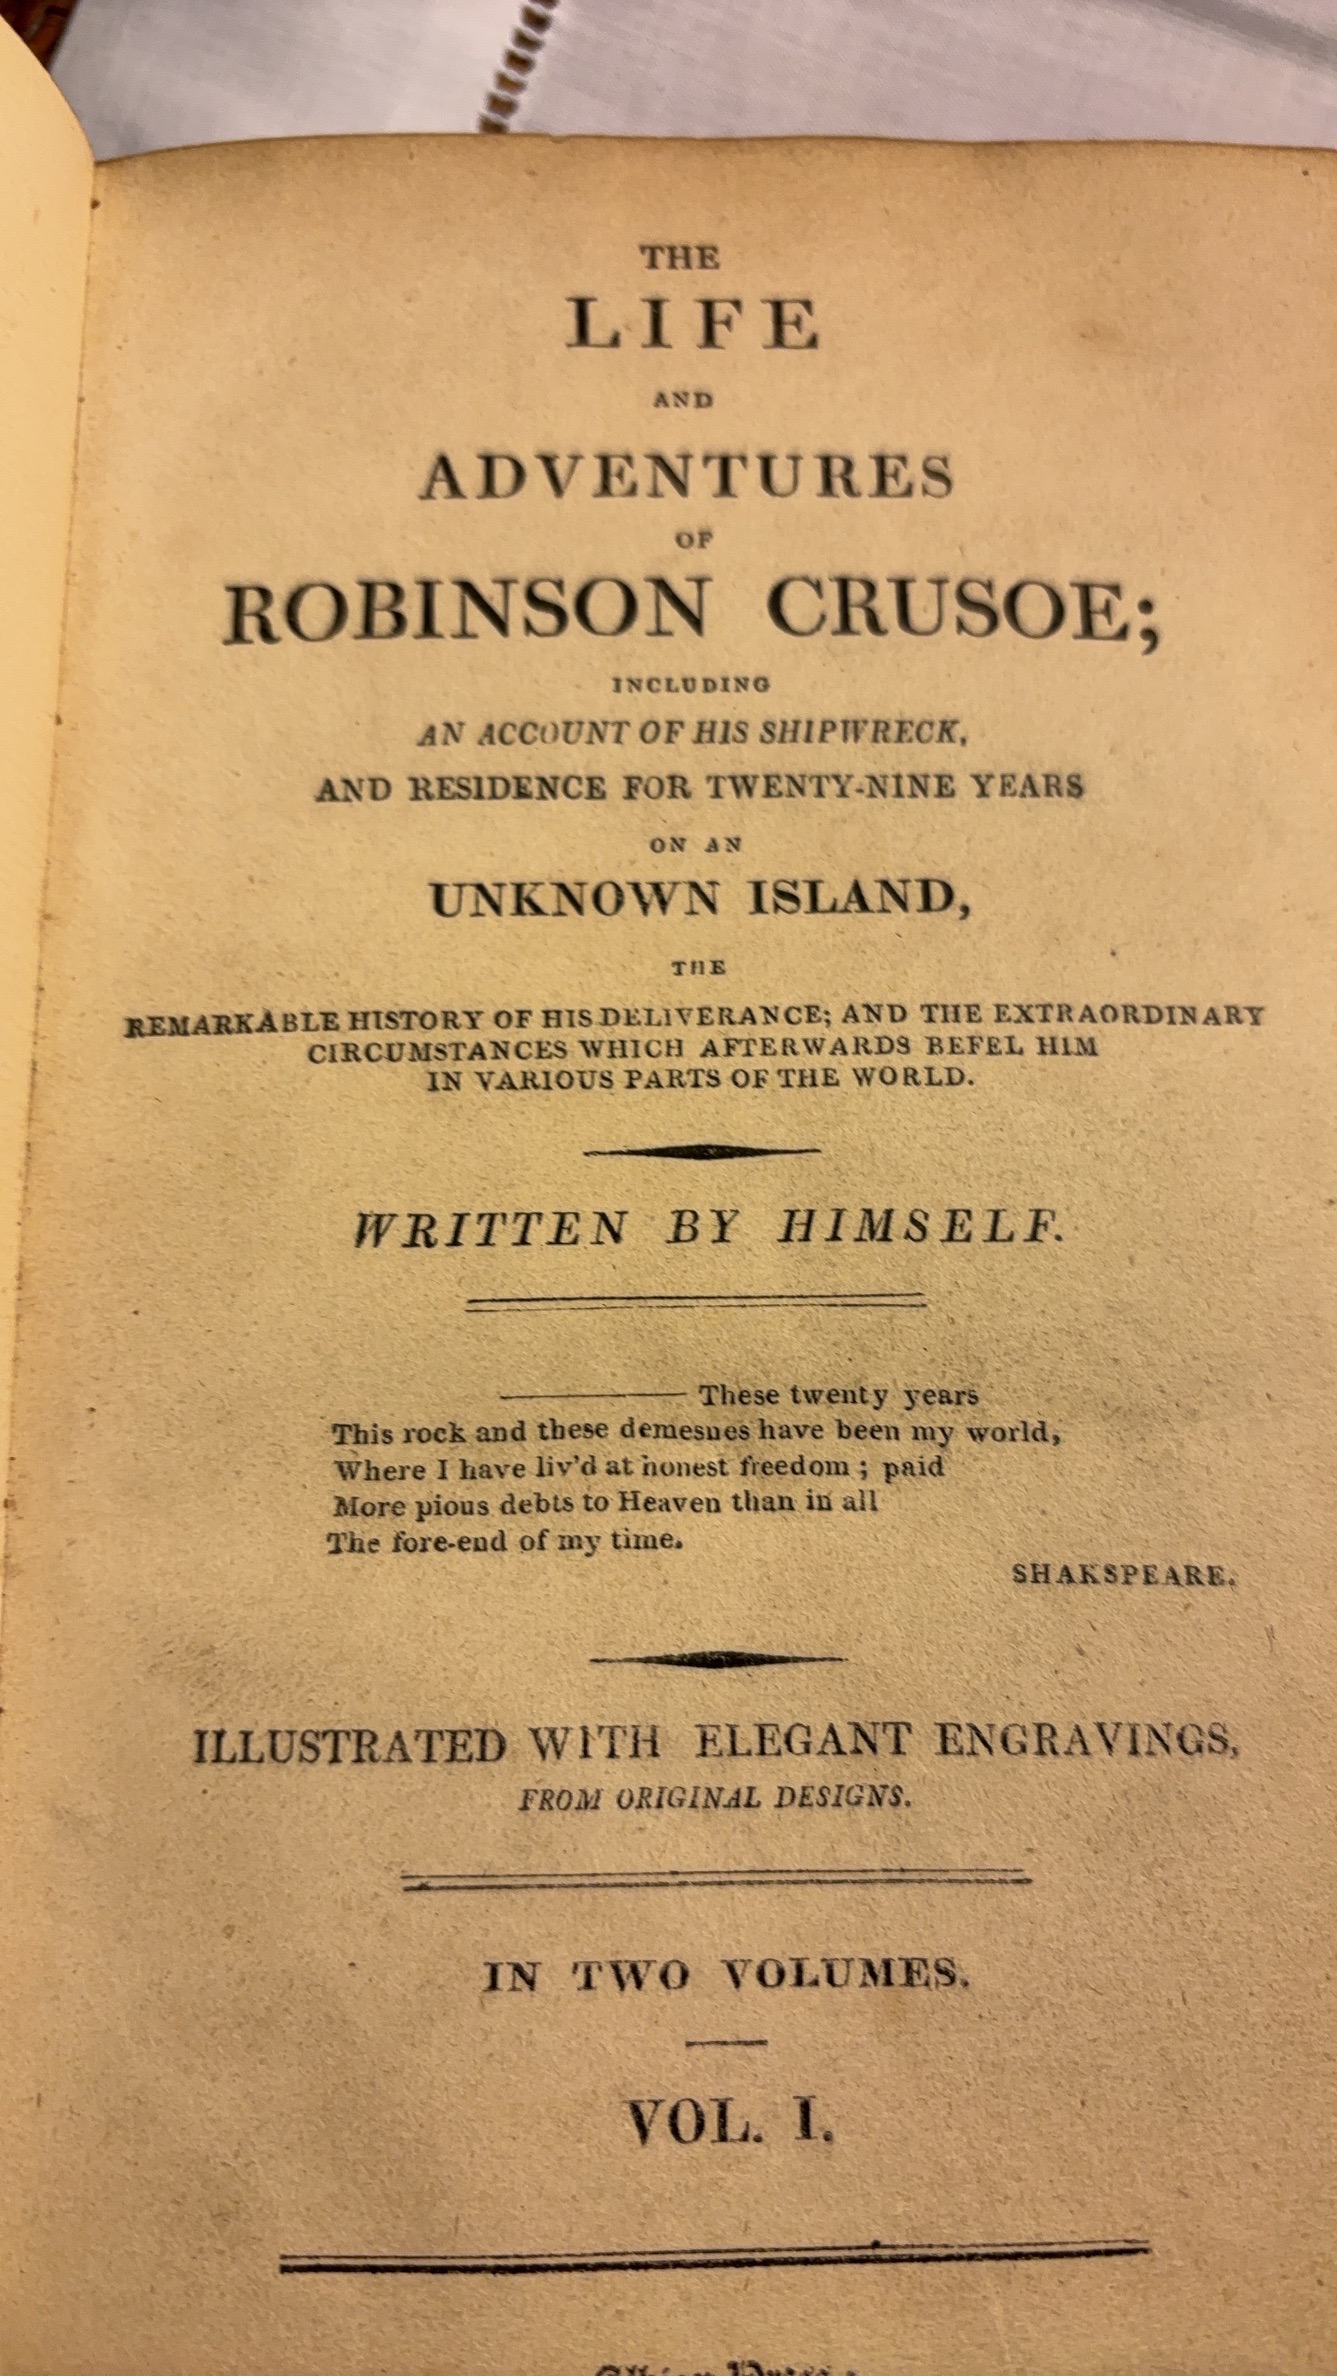 THE
LIFE
AND
ADVENTURES
OF
ROBINSON CRUSOE;
INCLUDING
AN ACCOUNT OF HIS SHIPWRECK,
AND RESIDENCE FOR TWENTY-NINE YEARS
ON AN
UNKNOWN ISLAND,
THE
REMARKABLE HISTORY OF HIS DELIVERANCE; AND THE EXTRAORDINARY
CIRCUMSTANCES WHICH AFTERWARDS BEFEL HIM
IN VARIOUS PARTS OF THE WORLD.
WRITTEN BY HIMSELF.
——— These twenty years
This rock and these demesnes have been my world,
Where I have liv'd at honest freedom; paid
More pious debts to Heaven than in all
The fore-end of my time.
SHAKSPEARE.
ILLUSTRATED WITH ELEGANT ENGRAVINGS,
FROM ORIGINAL DESIGNS.
IN TWO VOLUMES.
VOL. I.